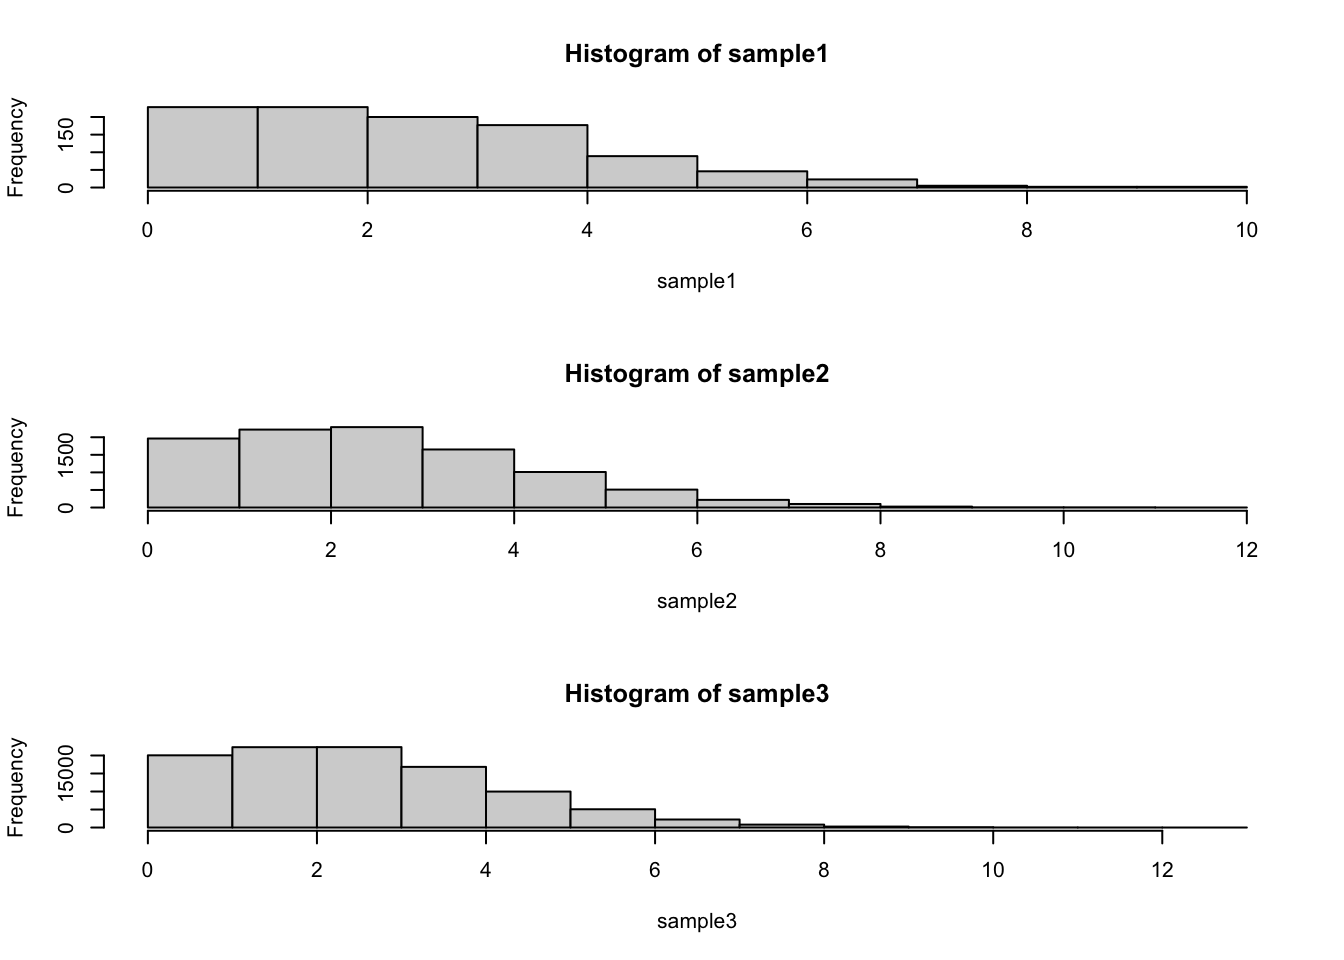 Histogram of sample1
Frequency
150
0
0 2 4 6 8 10
sample1
Histogram of sample2
Frequency
1500
0
0 2 4 6 8 10 12
sample2
Histogram of sample3
Frequency
15000
0
0 2 4 6 8 10 12
sample3